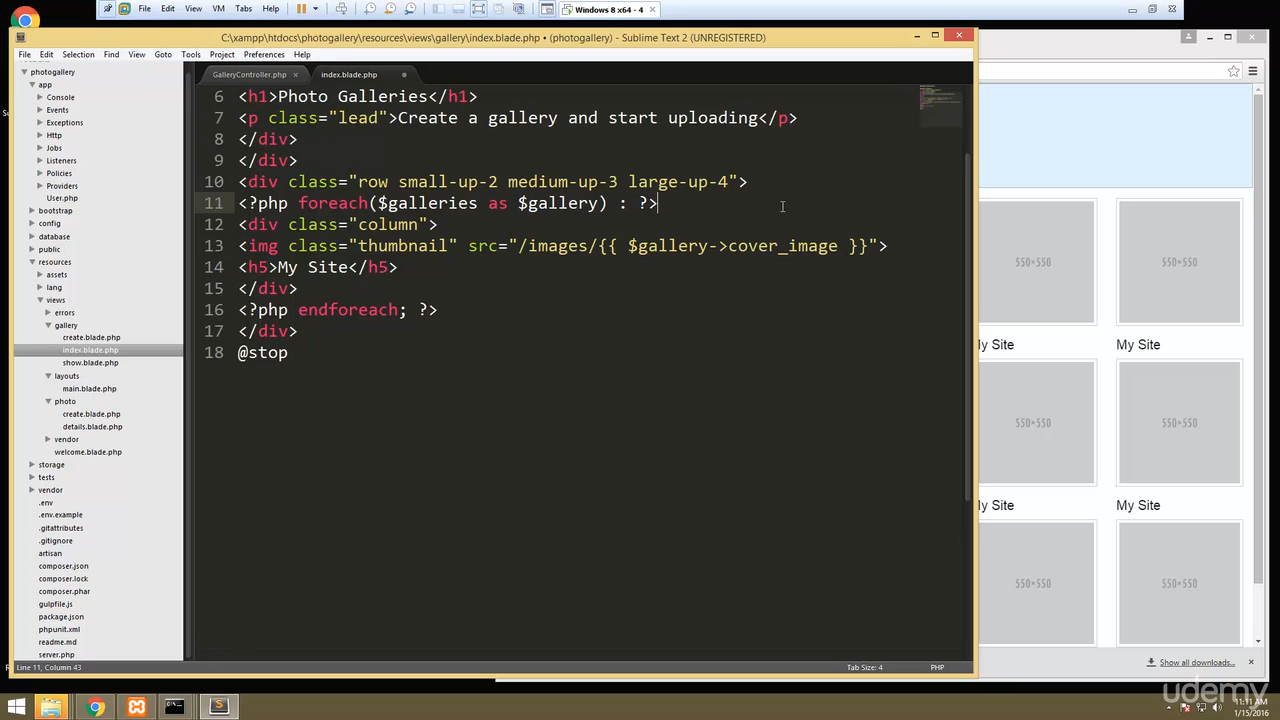 File Edit View VM Tabs Help
Windows 8 x64 - 4
C:\xampp\htdocs\photogallery\resources\views\gallery\index.blade.php • (photogallery) - Sublime Text 2 (UNREGISTERED)
File Edit Selection Find View Goto Tools Project Preferences Help
GalleryController.php
index.blade.php
photogallery
app
Console
Events
Exceptions
Http
Jobs
Listeners
Policies
Providers
User.php
bootstrap
config
database
public
resources
assets
lang
views
errors
gallery
create.blade.php
index.blade.php
show.blade.php
layouts
main.blade.php
photo
create.blade.php
details.blade.php
vendor
welcome.blade.php
storage
tests
vendor
.env
.env.example
.gitattributes
.gitignore
artisan
composer.json
composer.lock
composer.phar
gulpfile.js
package.json
phpunit.xml
readme.md
server.php
6 <h1>Photo Galleries</h1>
7 <p class="lead">Create a gallery and start uploading</p>
8 </div>
9 </div>
10 <div class="row small-up-2 medium-up-3 large-up-4">
11 <?php foreach($galleries as $gallery) : ?>
12 <div class="column">
13 <img class="thumbnail" src="/images/{{ $gallery->cover_image }}">
14 <h5>My Site</h5>
15 </div>
16 <?php endforeach; ?>
17 </div>
18 @stop
550×550
550×550
My Site
My Site
550×550
550×550
My Site
My Site
550×550
550×550
Show all downloads...
Line 11, Column 43
Tab Size: 4
PHP
udemy
11:11 AM
1/15/2016